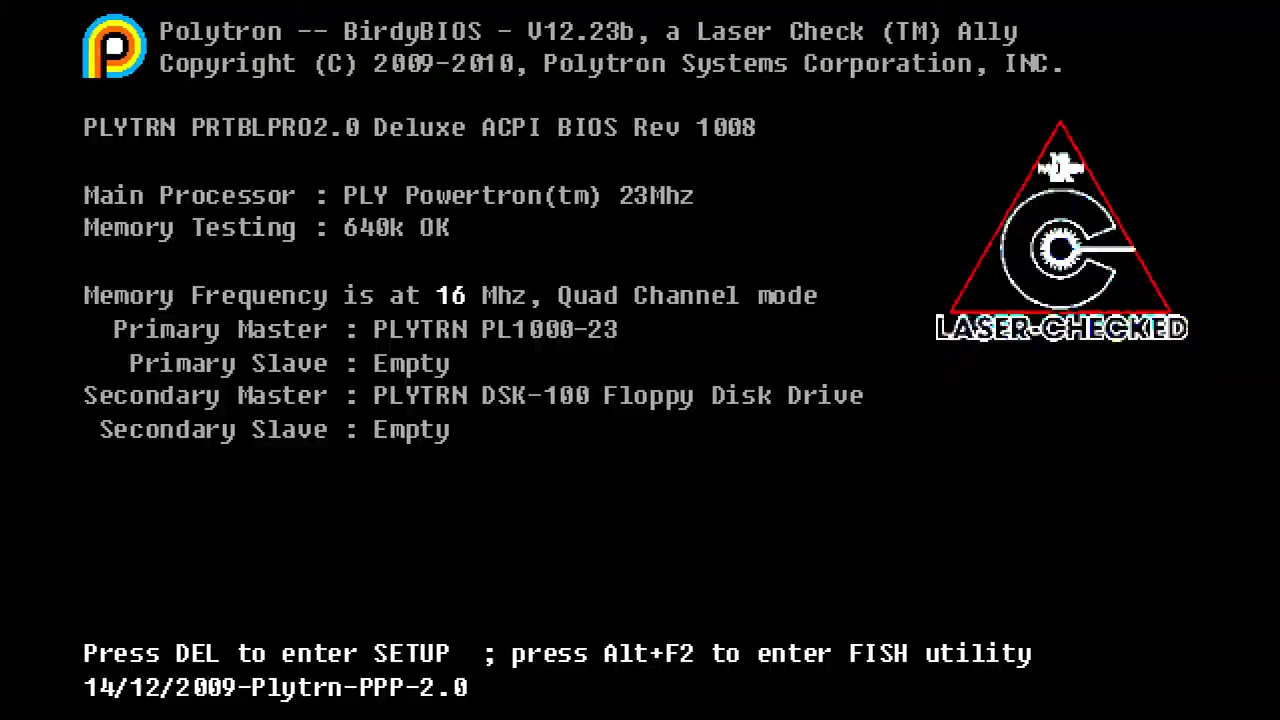 Polytron -- BirdyBIOS - V12.23b, a Laser Check (TM) Ally
Copyright (C) 2009-2010, Polytron Systems Corporation, INC.
PLYTRN PRTBLPRO2.0 Deluxe ACPI BIOS Rev 1008
Main Processor : PLY Powertron(tm) 23Mhz
Memory Testing : 640k OK
Memory Frequency is at 16 Mhz, Quad Channel mode
Primary Master : PLYTRN PL1000-23
Primary Slave : Empty
Secondary Master : PLYTRN DSK-100 Floppy Disk Drive
Secondary Slave : Empty
LASER-CHECKED
Press DEL to enter SETUP  ; press Alt+F2 to enter FISH utility
14/12/2009-Plytrn-PPP-2.0